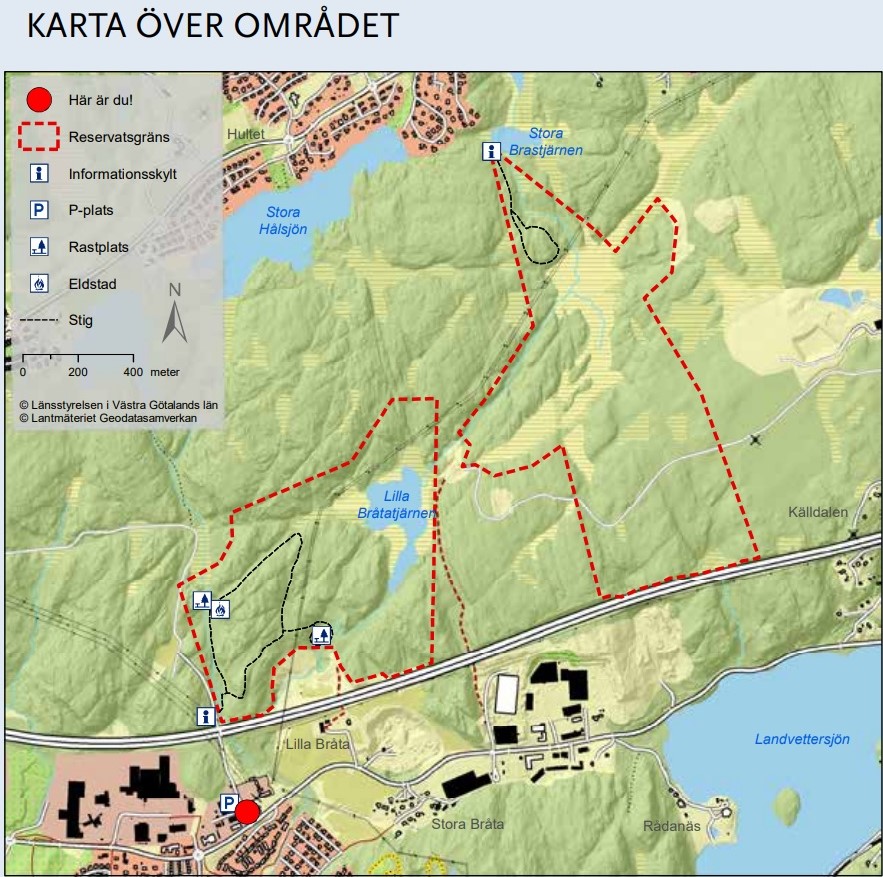 KARTA ÖVER OMRÅDET
Här är du!
Reservatsgräns
i Informationsskylt
P P-plats
Rastplats
Eldstad
Stig
N
0 200 400 meter
© Länsstyrelsen i Västra Götalands län
© Lantmäteriet Geodatasamverkan
Hultet
i
Stora
Brastjärnen
Stora
Hålsjön
Lilla
Bråtatjärnen
Källdalen
i
Lilla Bråta
Landvettersjön
P
Stora Bråta
Rådanäs